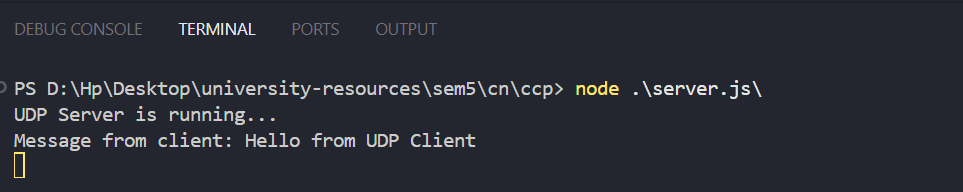 DEBUG CONSOLE TERMINAL PORTS OUTPUT
PS D:\Hp\Desktop\university-resources\sem5\cn\ccp> node .\server.js\
UDP Server is running...
Message from client: Hello from UDP Client